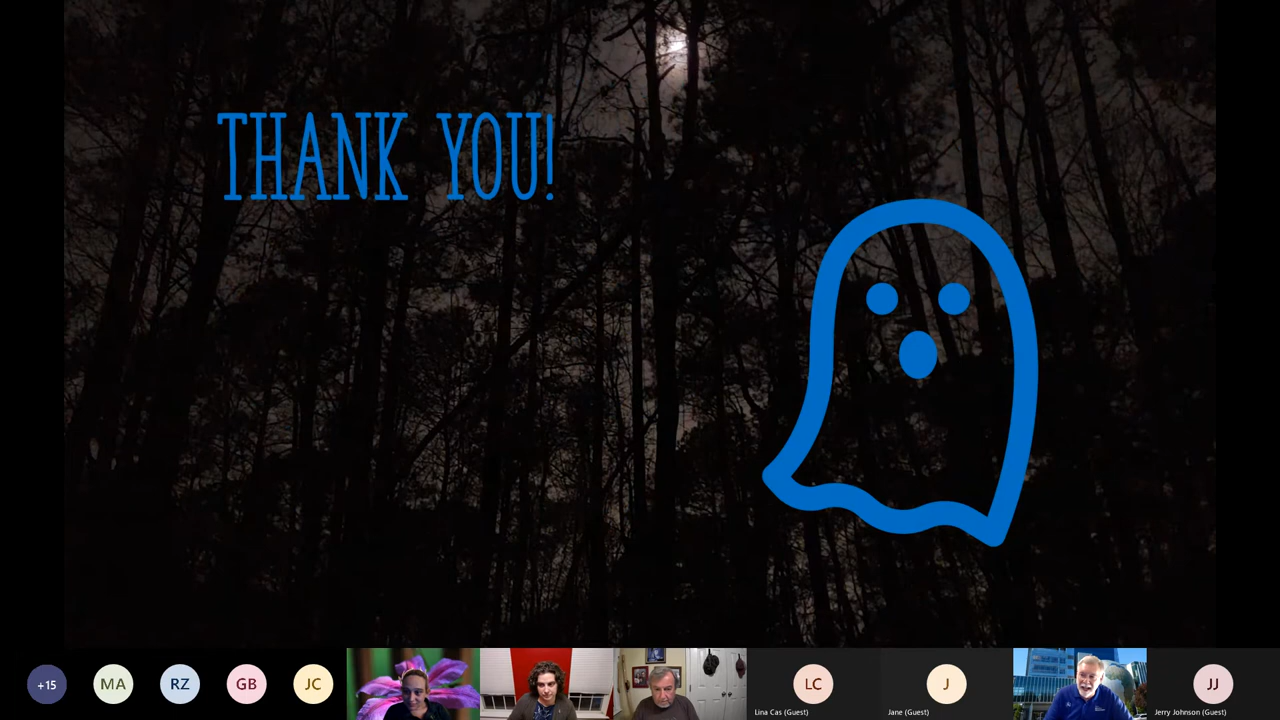 THANK YOU!
+15
MA
RZ
GB
JC
LC
Lina Cas (Guest)
J
Jane (Guest)
JJ
Jerry Johnson (Guest)